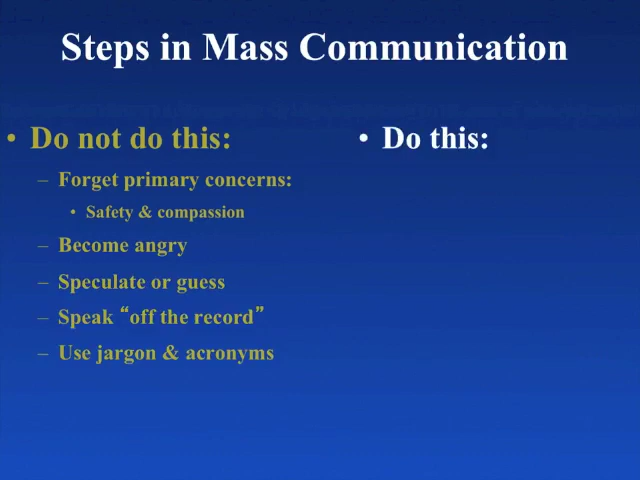 Steps in Mass Communication
• Do not do this:
– Forget primary concerns:
• Safety & compassion
– Become angry
– Speculate or guess
– Speak “off the record”
– Use jargon & acronyms
• Do this: